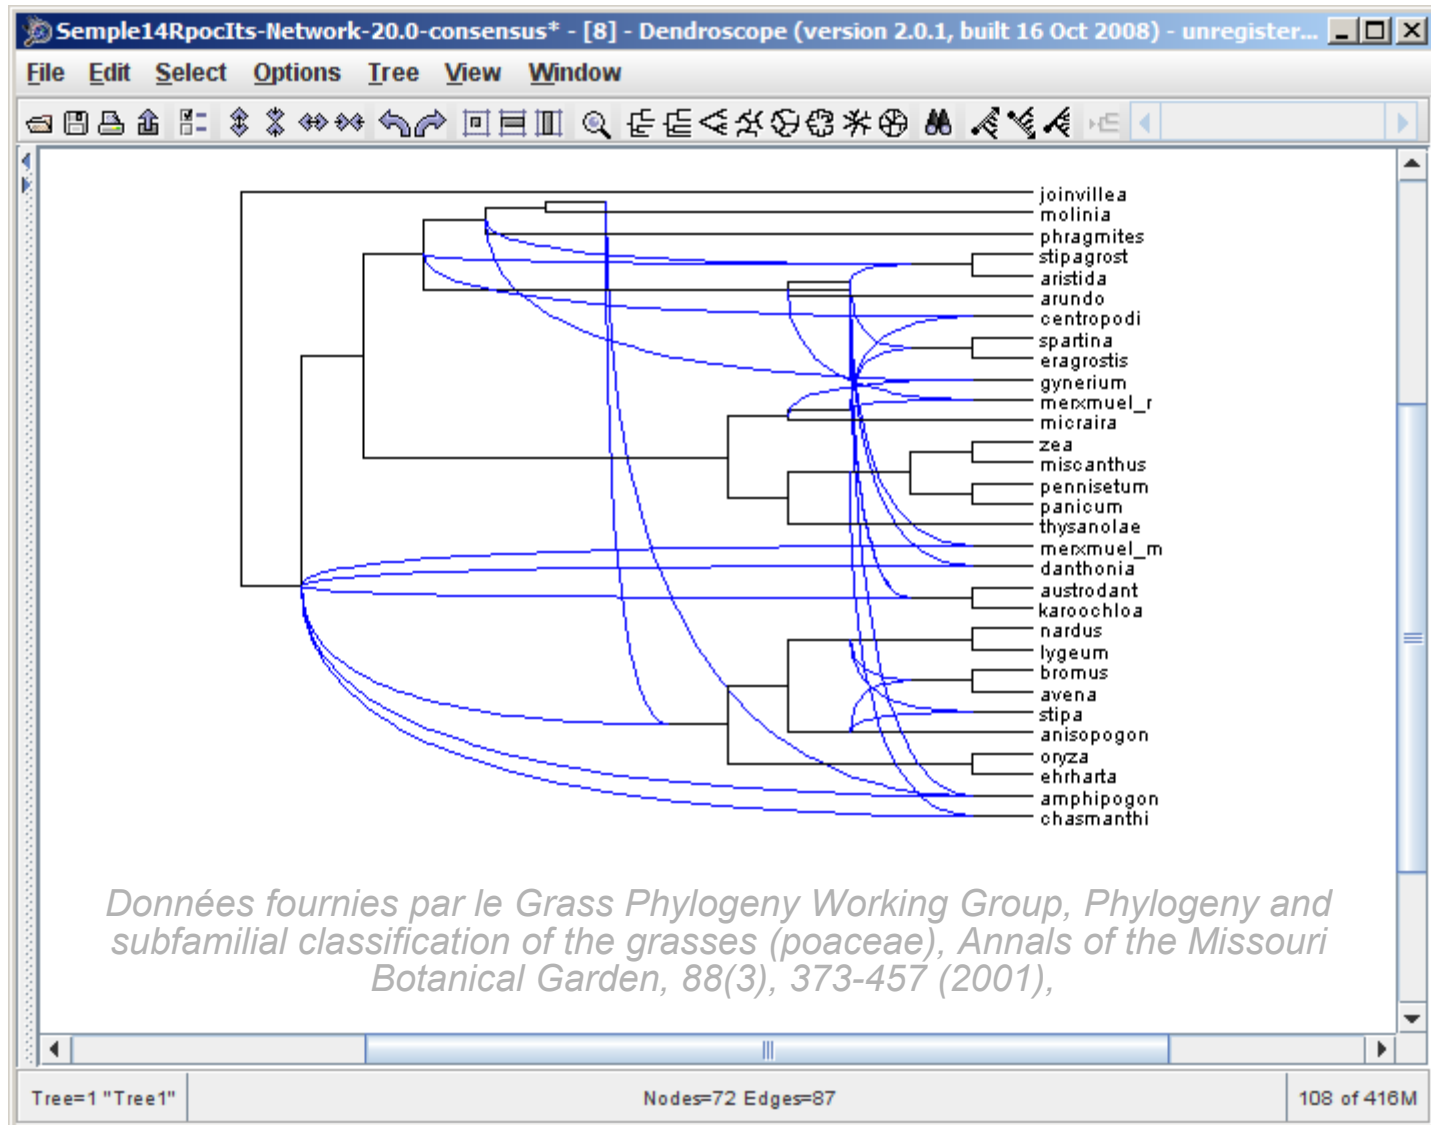 Semple14RpocIts-Network-20.0-consensus* - [8] - Dendroscope (version 2.0.1, built 16 Oct 2008) - unregister...
File Edit Select Options Tree View Window
joinvillea
molinia
phragmites
stipagrost
aristida
arundo
centropodi
spartina
eragrostis
gynerium
merxmuel_r
micraira
zea
miscanthus
pennisetum
panicum
thysanolae
merxmuel_m
danthonia
austrodant
karoochloa
nardus
lygeum
bromus
avena
stipa
anisopogon
oryza
ehrharta
amphipogon
chasmanthi
Données fournies par le Grass Phylogeny Working Group, Phylogeny and
subfamilial classification of the grasses (poaceae), Annals of the Missouri
Botanical Garden, 88(3), 373-457 (2001),
Tree=1 "Tree1" Nodes=72 Edges=87 108 of 416M